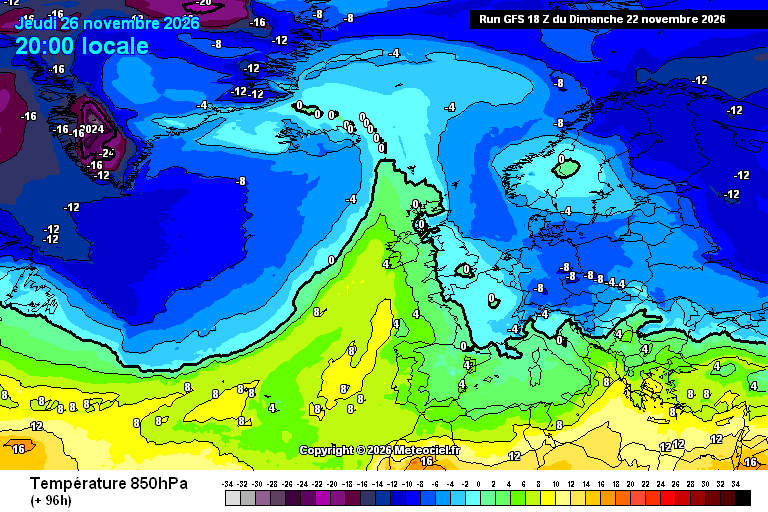 Jeudi 26 novembre 2026
20:00 locale
Run GFS 18 Z du Dimanche 22 novembre 2026
Copyright © 2026 Meteociel.fr
Température 850hPa
(+ 96h)
-34 -32 -30 -28 -26 -24 -22 -20 -18 -16 -14 -12 -10 -8 -6 -4 -2 0 2 4 6 8 10 12 14 16 18 20 22 24 26 28 30 32 34